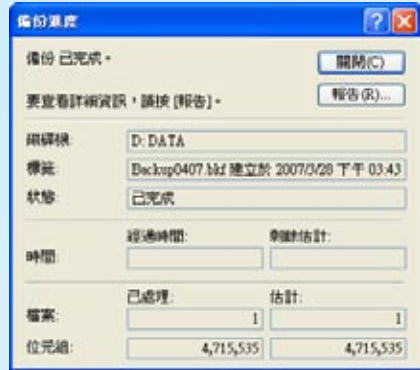 備份進度
備份 已完成。
關閉(C)
要查看詳細資訊，請按 [報告]。
報告(R)...
磁碟機: D: DATA
標籤: Backup0407.bkf 建立於 2007/3/28 下午 03:43
狀態: 已完成
經過時間: 剩餘估計:
時間:
已處理: 估計:
檔案: 1 1
位元組: 4,715,535 4,715,535